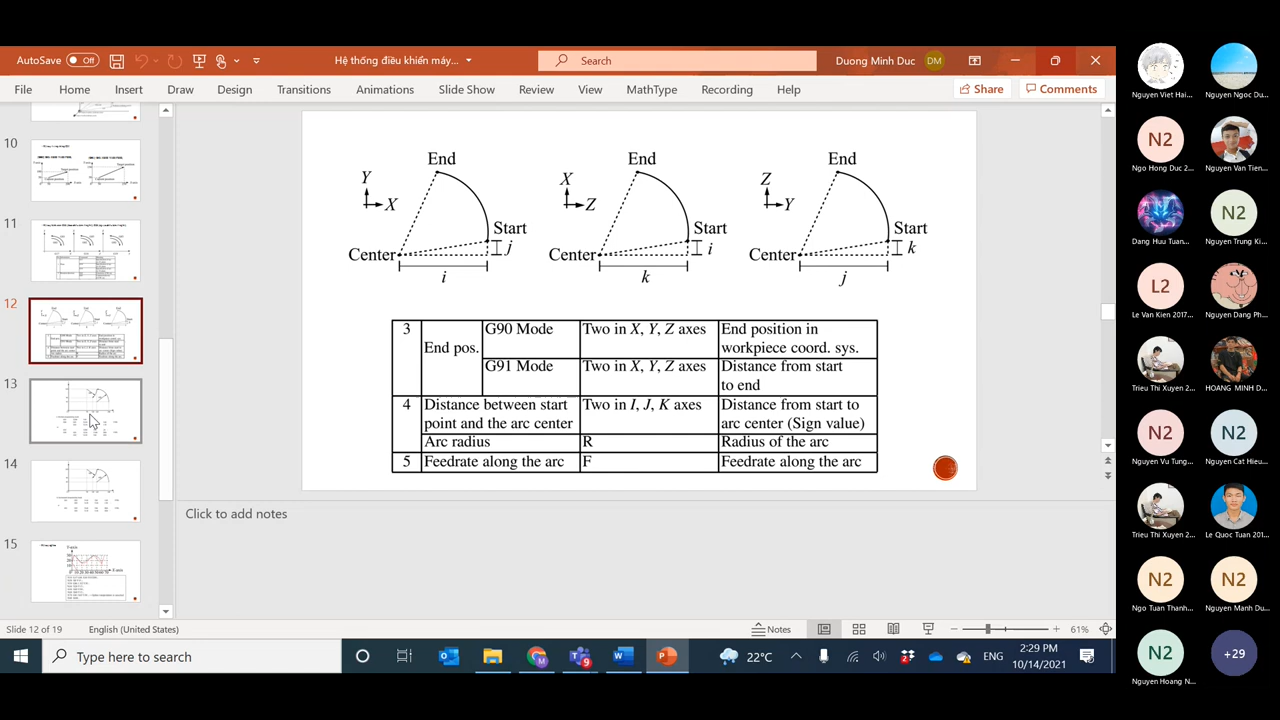 AutoSave Off
Hệ thống điều khiển máy...
Search
Duong Minh Duc DM
File Home Insert Draw Design Transitions Animations Slide Show Review View MathType Recording Help Share Comments
10
11
12
13
14
15
End End End
Y X X Z Z Y
Start Start Start
Center j Center i Center k
i k j
3 End pos. G90 Mode Two in X, Y, Z axes End position in
workpiece coord. sys.
G91 Mode Two in X, Y, Z axes Distance from start
to end
4 Distance between start Two in I, J, K axes Distance from start to
point and the arc center arc center (Sign value)
Arc radius R Radius of the arc
5 Feedrate along the arc F Feedrate along the arc
Click to add notes
Slide 12 of 19 English (United States) Notes 61%
Type here to search
9
22°C
2
ENG
2:29 PM
10/14/2021
Nguyen Viet Hai... Nguyen Ngoc Du...
N2
Ngo Hong Duc 2... Nguyen Van Tien...
N2
Dang Huu Tuan... Nguyen Trung Ki...
L2
Le Van Kien 2017... Nguyen Dang Ph...
Trieu Thi Xuyen 2... HOANG MINH D...
N2 N2
Nguyen Vu Tung... Nguyen Cat Hieu...
Trieu Thi Xuyen 2... Le Quoc Tuan 201...
N2 N2
Ngo Tuan Thanh... Nguyen Manh Du...
N2 +29
Nguyen Hoang N...